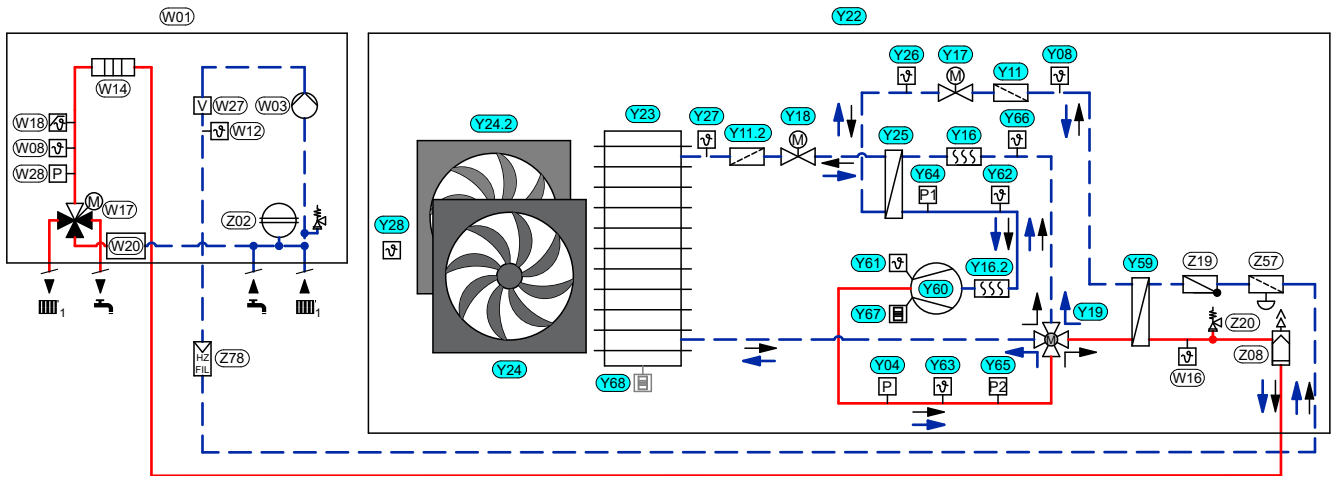 W01
Y22
W14
W18
W08
W28
P
M
W17
W20
V
W27
W03
ϑ
W12
Z02
1
1
HZ
FIL
Z78
Y24.2
Y28
ϑ
Y24
Y23
Y68
Y27
ϑ
Y11.2
Y18
M
Y26
ϑ
Y17
M
Y11
Y08
ϑ
Y25
Y16
Y66
ϑ
Y64
P1
Y62
ϑ
Y61
ϑ
Y60
Y67
Y16.2
Y19
M
Y04
P
Y63
ϑ
Y65
P2
Y59
Z19
Z57
Z20
W16
ϑ
Z08